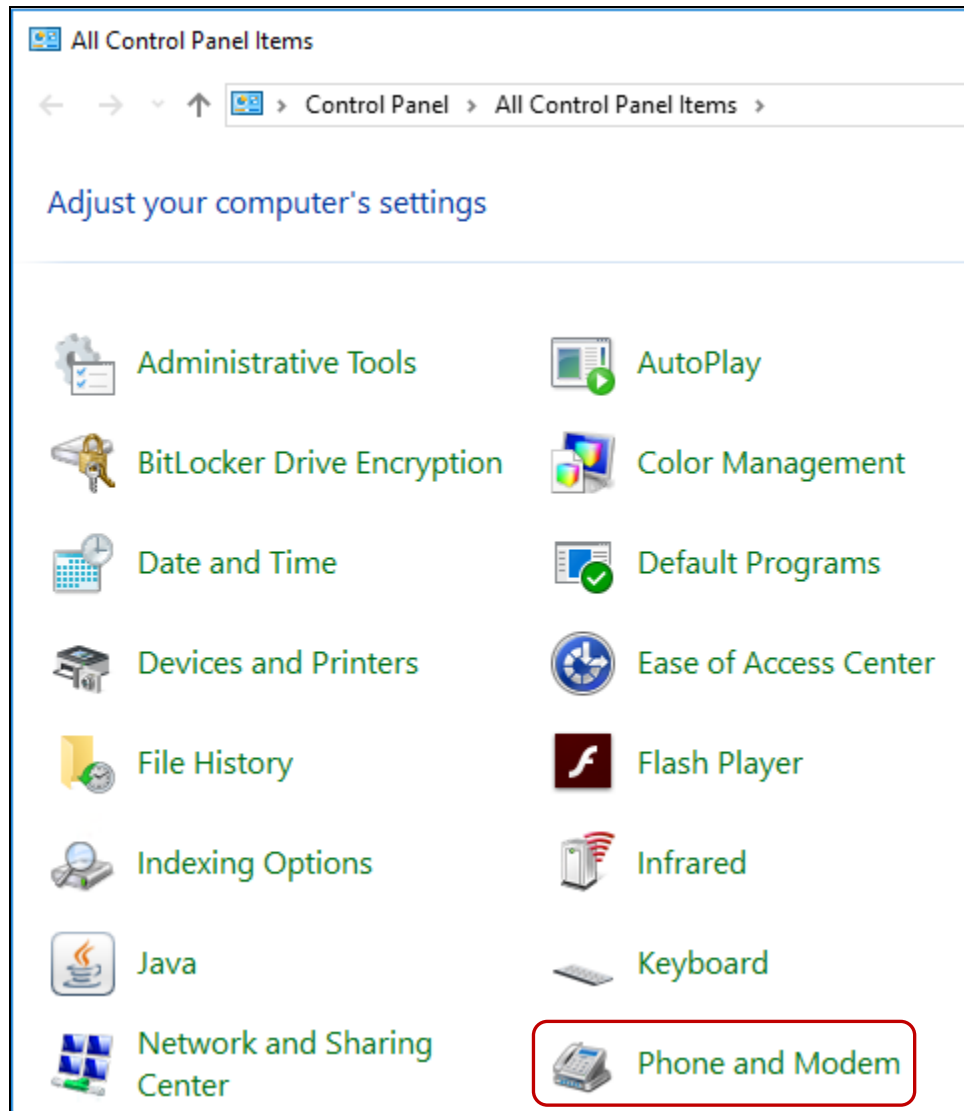 All Control Panel Items
Control Panel > All Control Panel Items >
Adjust your computer's settings
Administrative Tools
AutoPlay
BitLocker Drive Encryption
Color Management
Date and Time
Default Programs
Devices and Printers
Ease of Access Center
File History
Flash Player
Indexing Options
Infrared
Java
Keyboard
Network and Sharing
Center
Phone and Modem